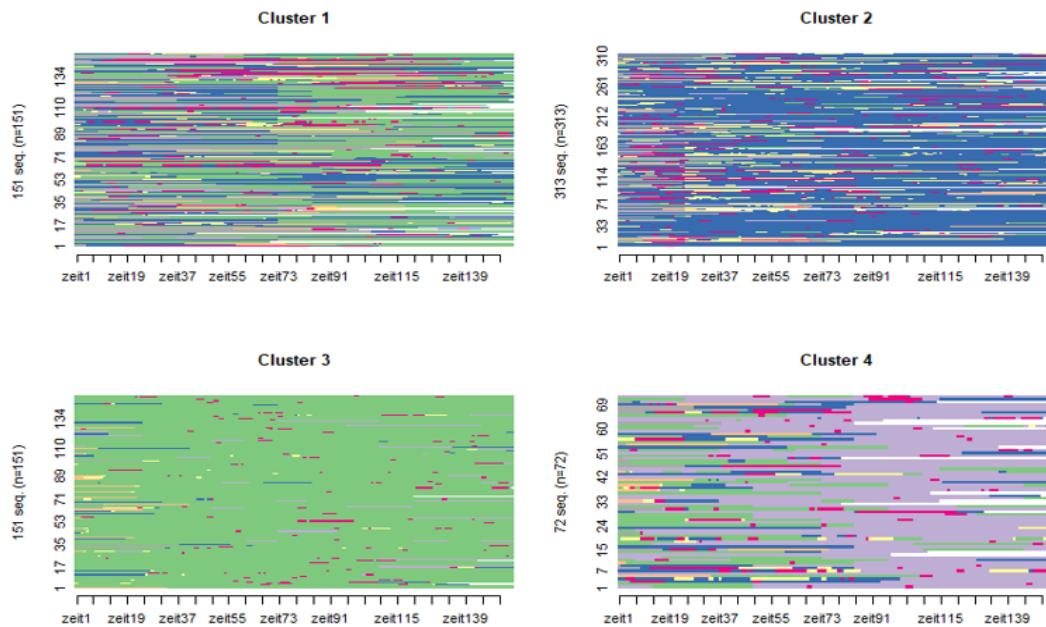 Cluster 1
151 seq. (n=151)
1 17 35 53 71 89 110 134
zeit1 zeit19 zeit37 zeit55 zeit73 zeit91 zeit115 zeit139
Cluster 2
313 seq. (n=313)
1 33 71 114 163 212 261 310
zeit1 zeit19 zeit37 zeit55 zeit73 zeit91 zeit115 zeit139
Cluster 3
151 seq. (n=151)
1 17 35 53 71 89 110 134
zeit1 zeit19 zeit37 zeit55 zeit73 zeit91 zeit115 zeit139
Cluster 4
72 seq. (n=72)
1 7 15 24 33 42 51 60 69
zeit1 zeit19 zeit37 zeit55 zeit73 zeit91 zeit115 zeit139